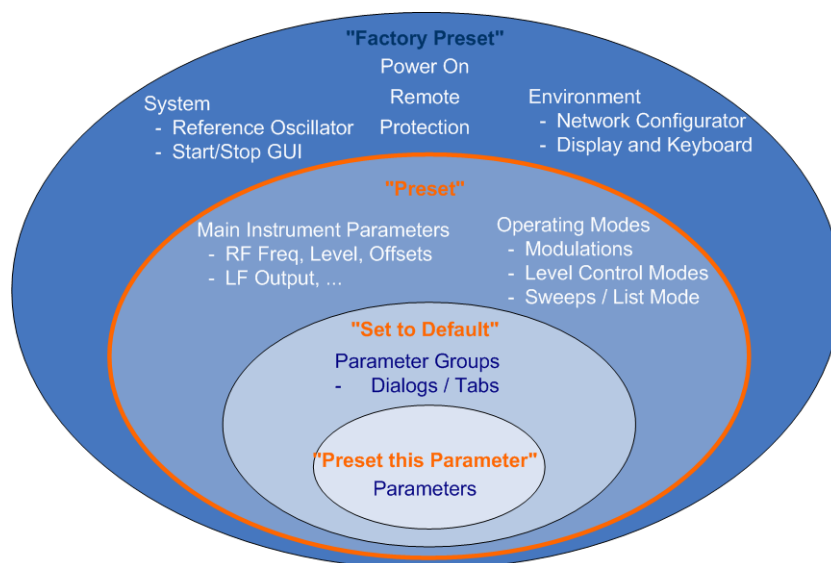 "Factory Preset"
Power On
Remote
Protection
System
- Reference Oscillator
- Start/Stop GUI
Environment
- Network Configurator
- Display and Keyboard
"Preset"
Main Instrument Parameters
- RF Freq, Level, Offsets
- LF Output, ...
Operating Modes
- Modulations
- Level Control Modes
- Sweeps / List Mode
"Set to Default"
Parameter Groups
- Dialogs / Tabs
"Preset this Parameter"
Parameters